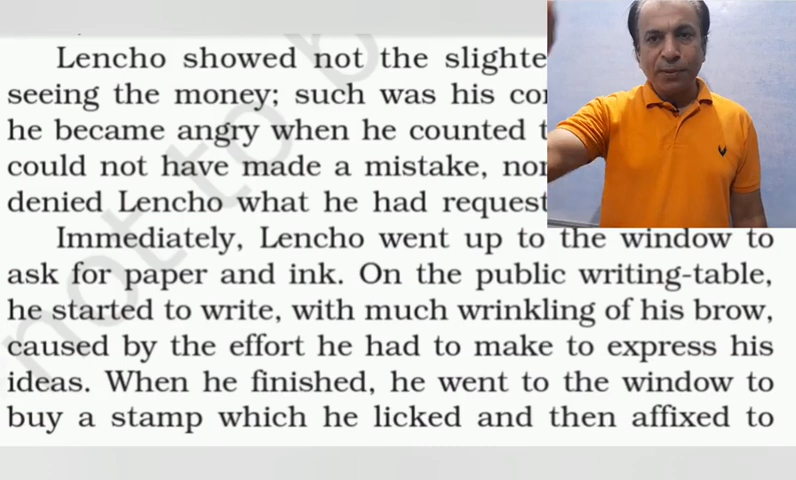 Lencho showed not the
seeing the money; such was his
he became angry when he counted
could not have made a mistake,
denied Lencho what he had
Immediately, Lencho went up to the window to
ask for paper and ink. On the public writing-table,
he started to write, with much wrinkling of his brow,
caused by the effort he had to make to express his
ideas. When he finished, he went to the window to
buy a stamp which he licked and then affixed to